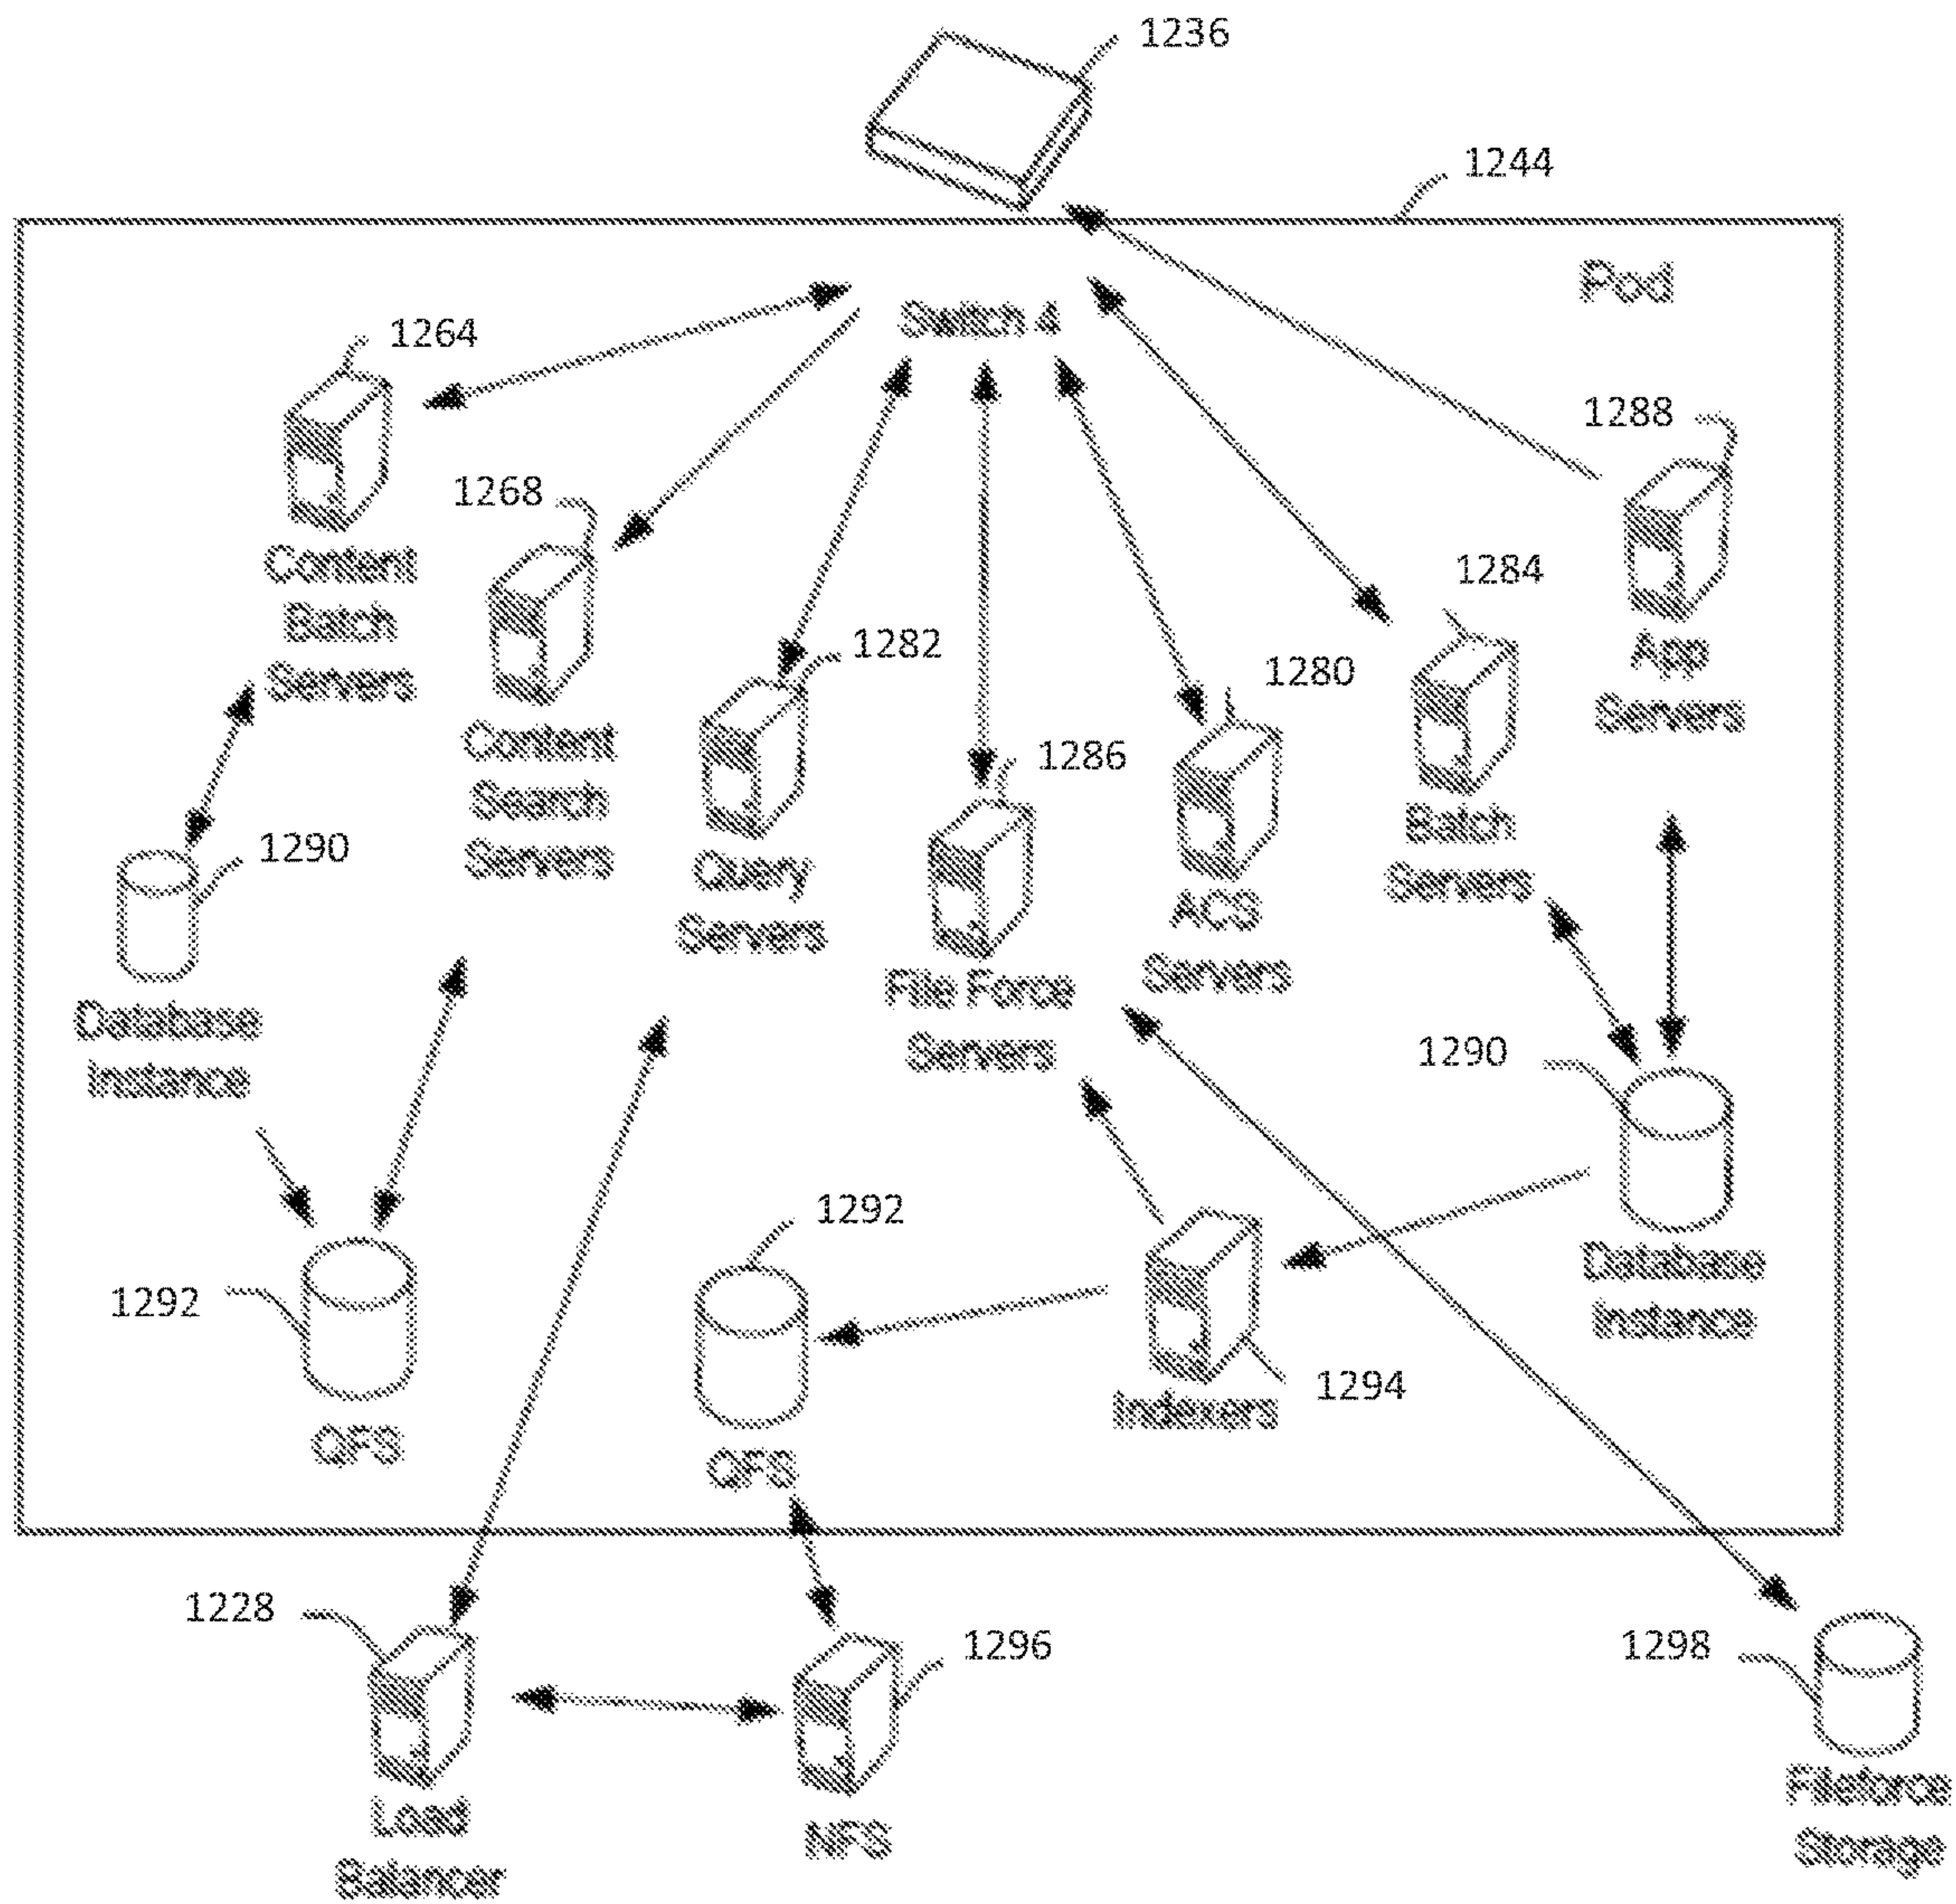 1236
1244
Pod
Switch 4
1264
Content
Batch
Servers
1268
Content
Search
Servers
1282
Query
Servers
1286
File Force
Servers
1280
ACS
Servers
1284
Batch
Servers
1288
App
Servers
1290
Database
Instance
1290
Database
Instance
1292
QFS
1292
QFS
1294
Indexers
1228
Load
Balancer
1296
NFS
1298
Fileforce
Storage